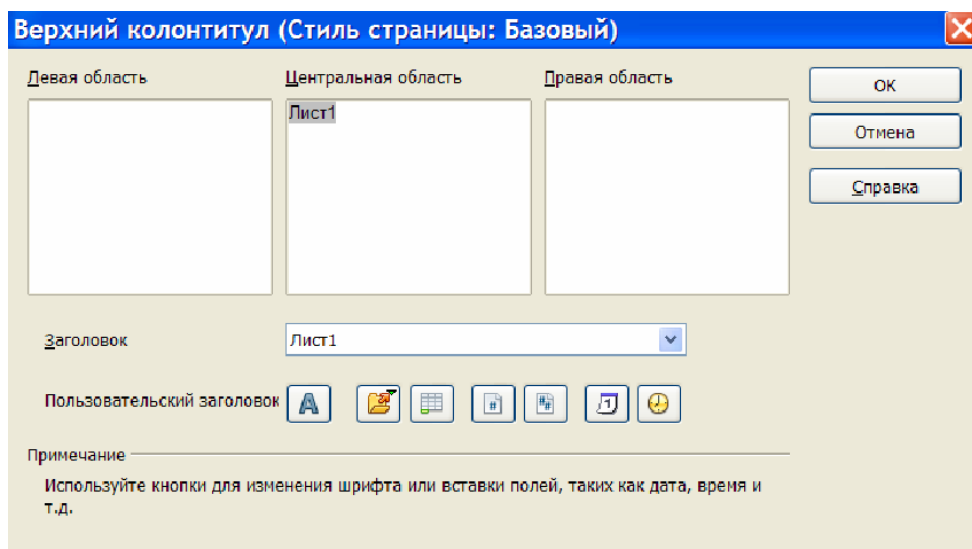 Верхний колонтитул (Стиль страницы: Базовый)
Левая область
Центральная область
Правая область
Лист1
OK
Отмена
Справка
Заголовок
Лист1
Пользовательский заголовок
Примечание
Используйте кнопки для изменения шрифта или вставки полей, таких как дата, время и
т.д.